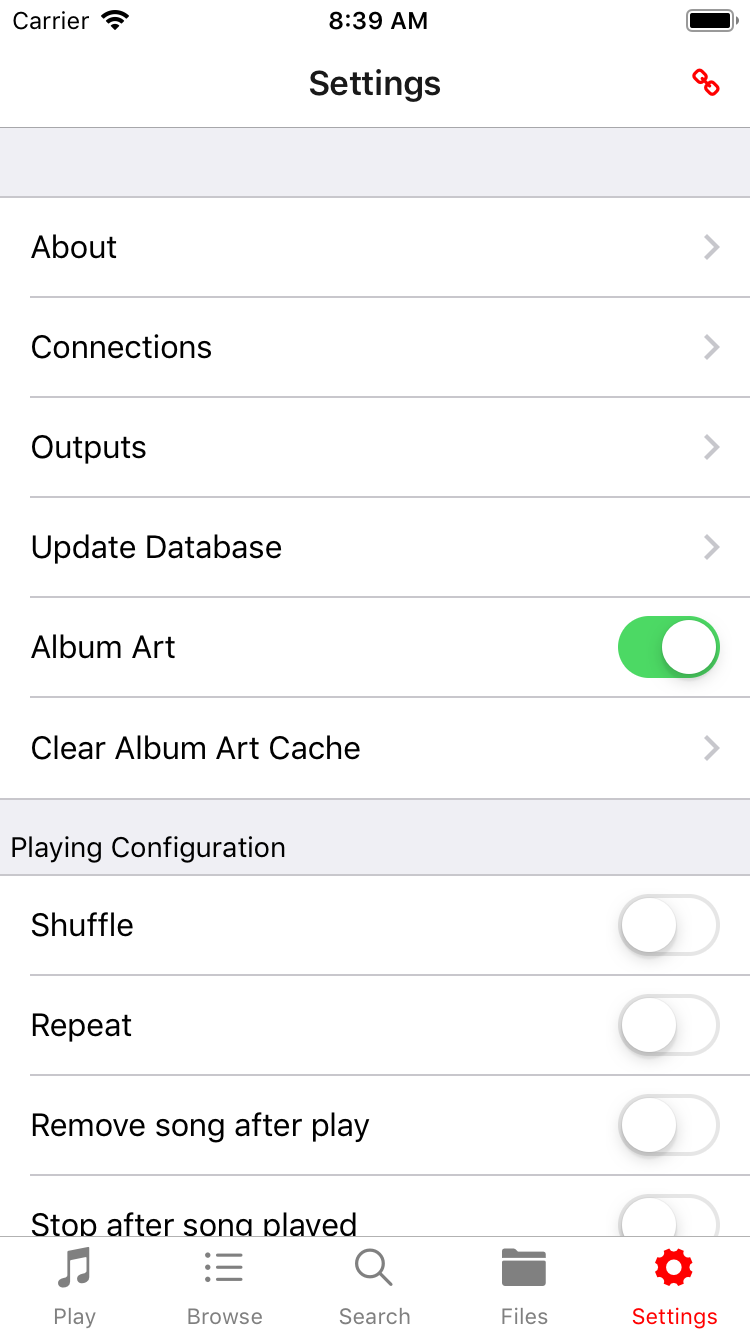 Carrier 8:39 AM
Settings
About
Connections
Outputs
Update Database
Album Art
Clear Album Art Cache
Playing Configuration
Shuffle
Repeat
Remove song after play
Stop after song played
Play Browse Search Files Settings